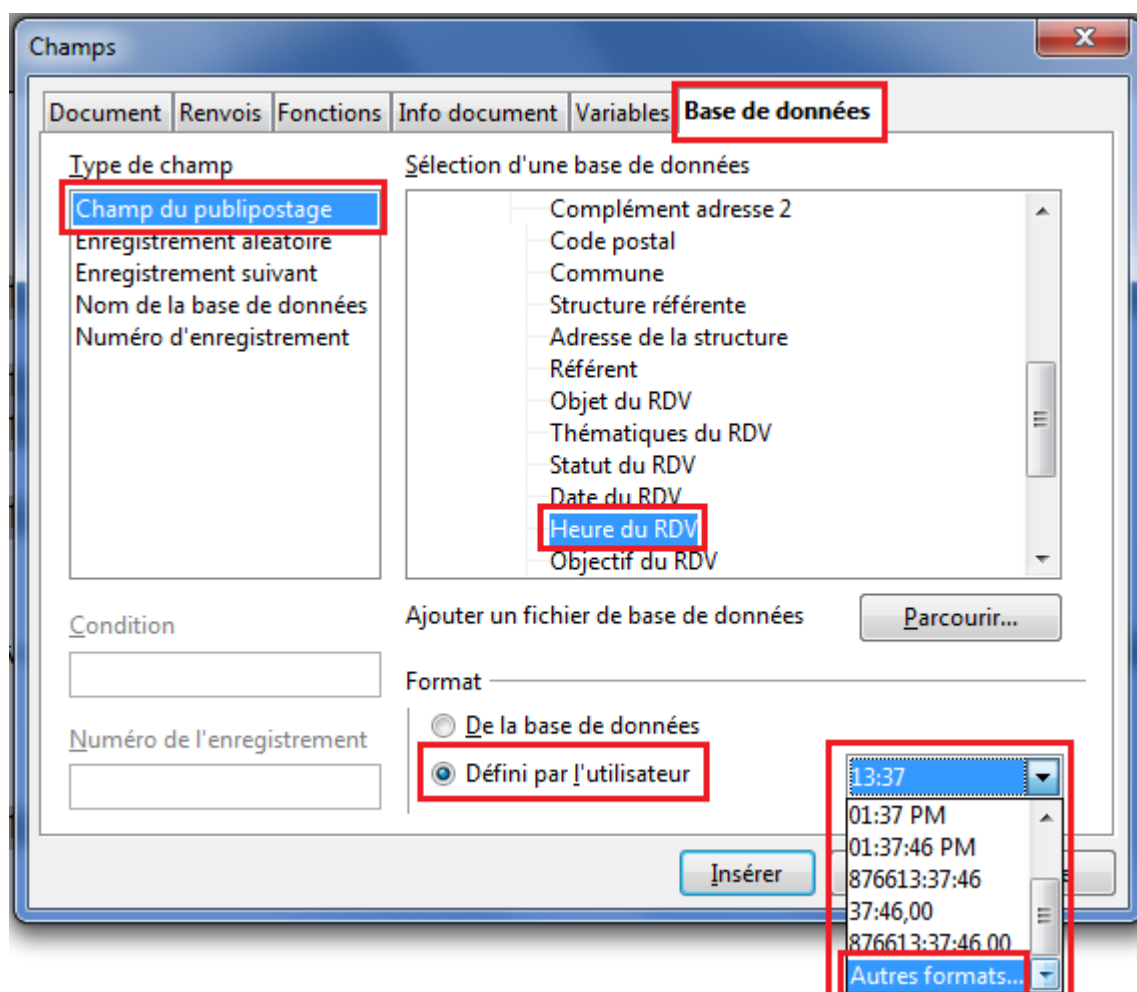 Champs
Document Renvois Fonctions Info document Variables Base de données
Type de champ
Champ du publipostage
Enregistrement aléatoire
Enregistrement suivant
Nom de la base de données
Numéro d'enregistrement
Sélection d'une base de données
Complément adresse 2
Code postal
Commune
Structure référente
Adresse de la structure
Référent
Objet du RDV
Thématiques du RDV
Statut du RDV
Date du RDV
Heure du RDV
Objectif du RDV
Condition
Numéro de l'enregistrement
Ajouter un fichier de base de données Parcourir...
Format
De la base de données
Défini par l'utilisateur
13:37
01:37 PM
01:37:46 PM
876613:37:46
37:46,00
876613:37:46,00
Autres formats...
Insérer